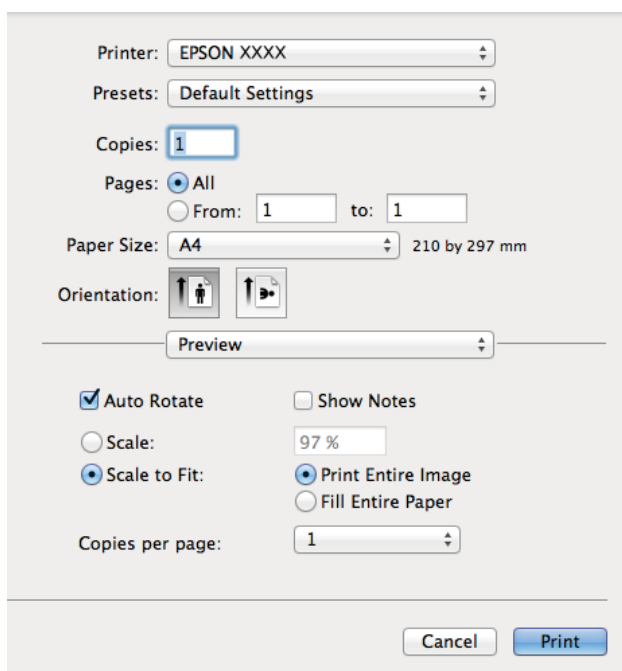 Printer: EPSON XXXX
Presets: Default Settings
Copies: 1
Pages: All
From: 1 to: 1
Paper Size: A4 210 by 297 mm
Orientation:
Preview
Auto Rotate Show Notes
Scale: 97 %
Scale to Fit: Print Entire Image
Fill Entire Paper
Copies per page: 1
Cancel Print